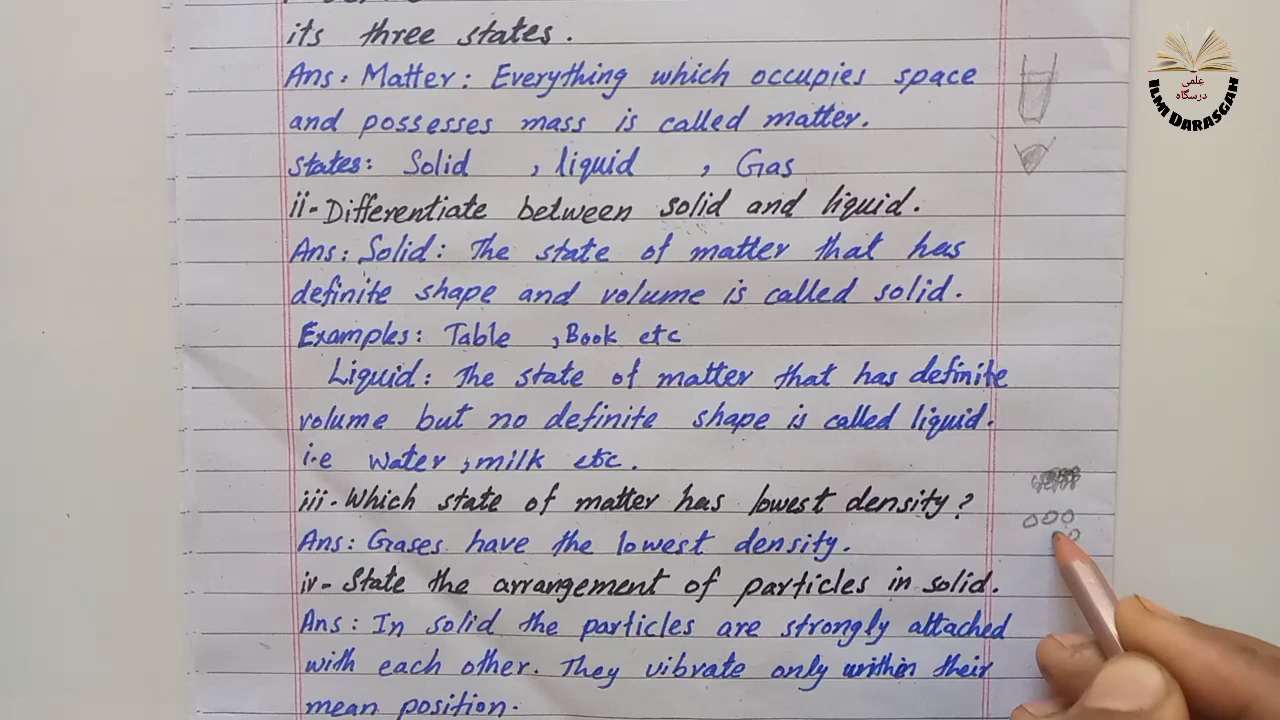 its three states.
Ans: Matter: Everything which occupies space
and possesses mass is called matter.
states: Solid , liquid , Gas
ii- Differentiate between solid and liquid.
Ans: Solid: The state of matter that has
definite shape and volume is called solid.
Examples: Table , Book etc
Liquid: The state of matter that has definite
volume but no definite shape is called liquid.
i.e water, milk etc.
iii- Which state of matter has lowest density?
Ans: Gases have the lowest density.
iv- State the arrangement of particles in solid.
Ans: In solid the particles are strongly attached
with each other. They vibrate only within their
mean position.
علمی
درسگاہ
ILMI DARASGAH